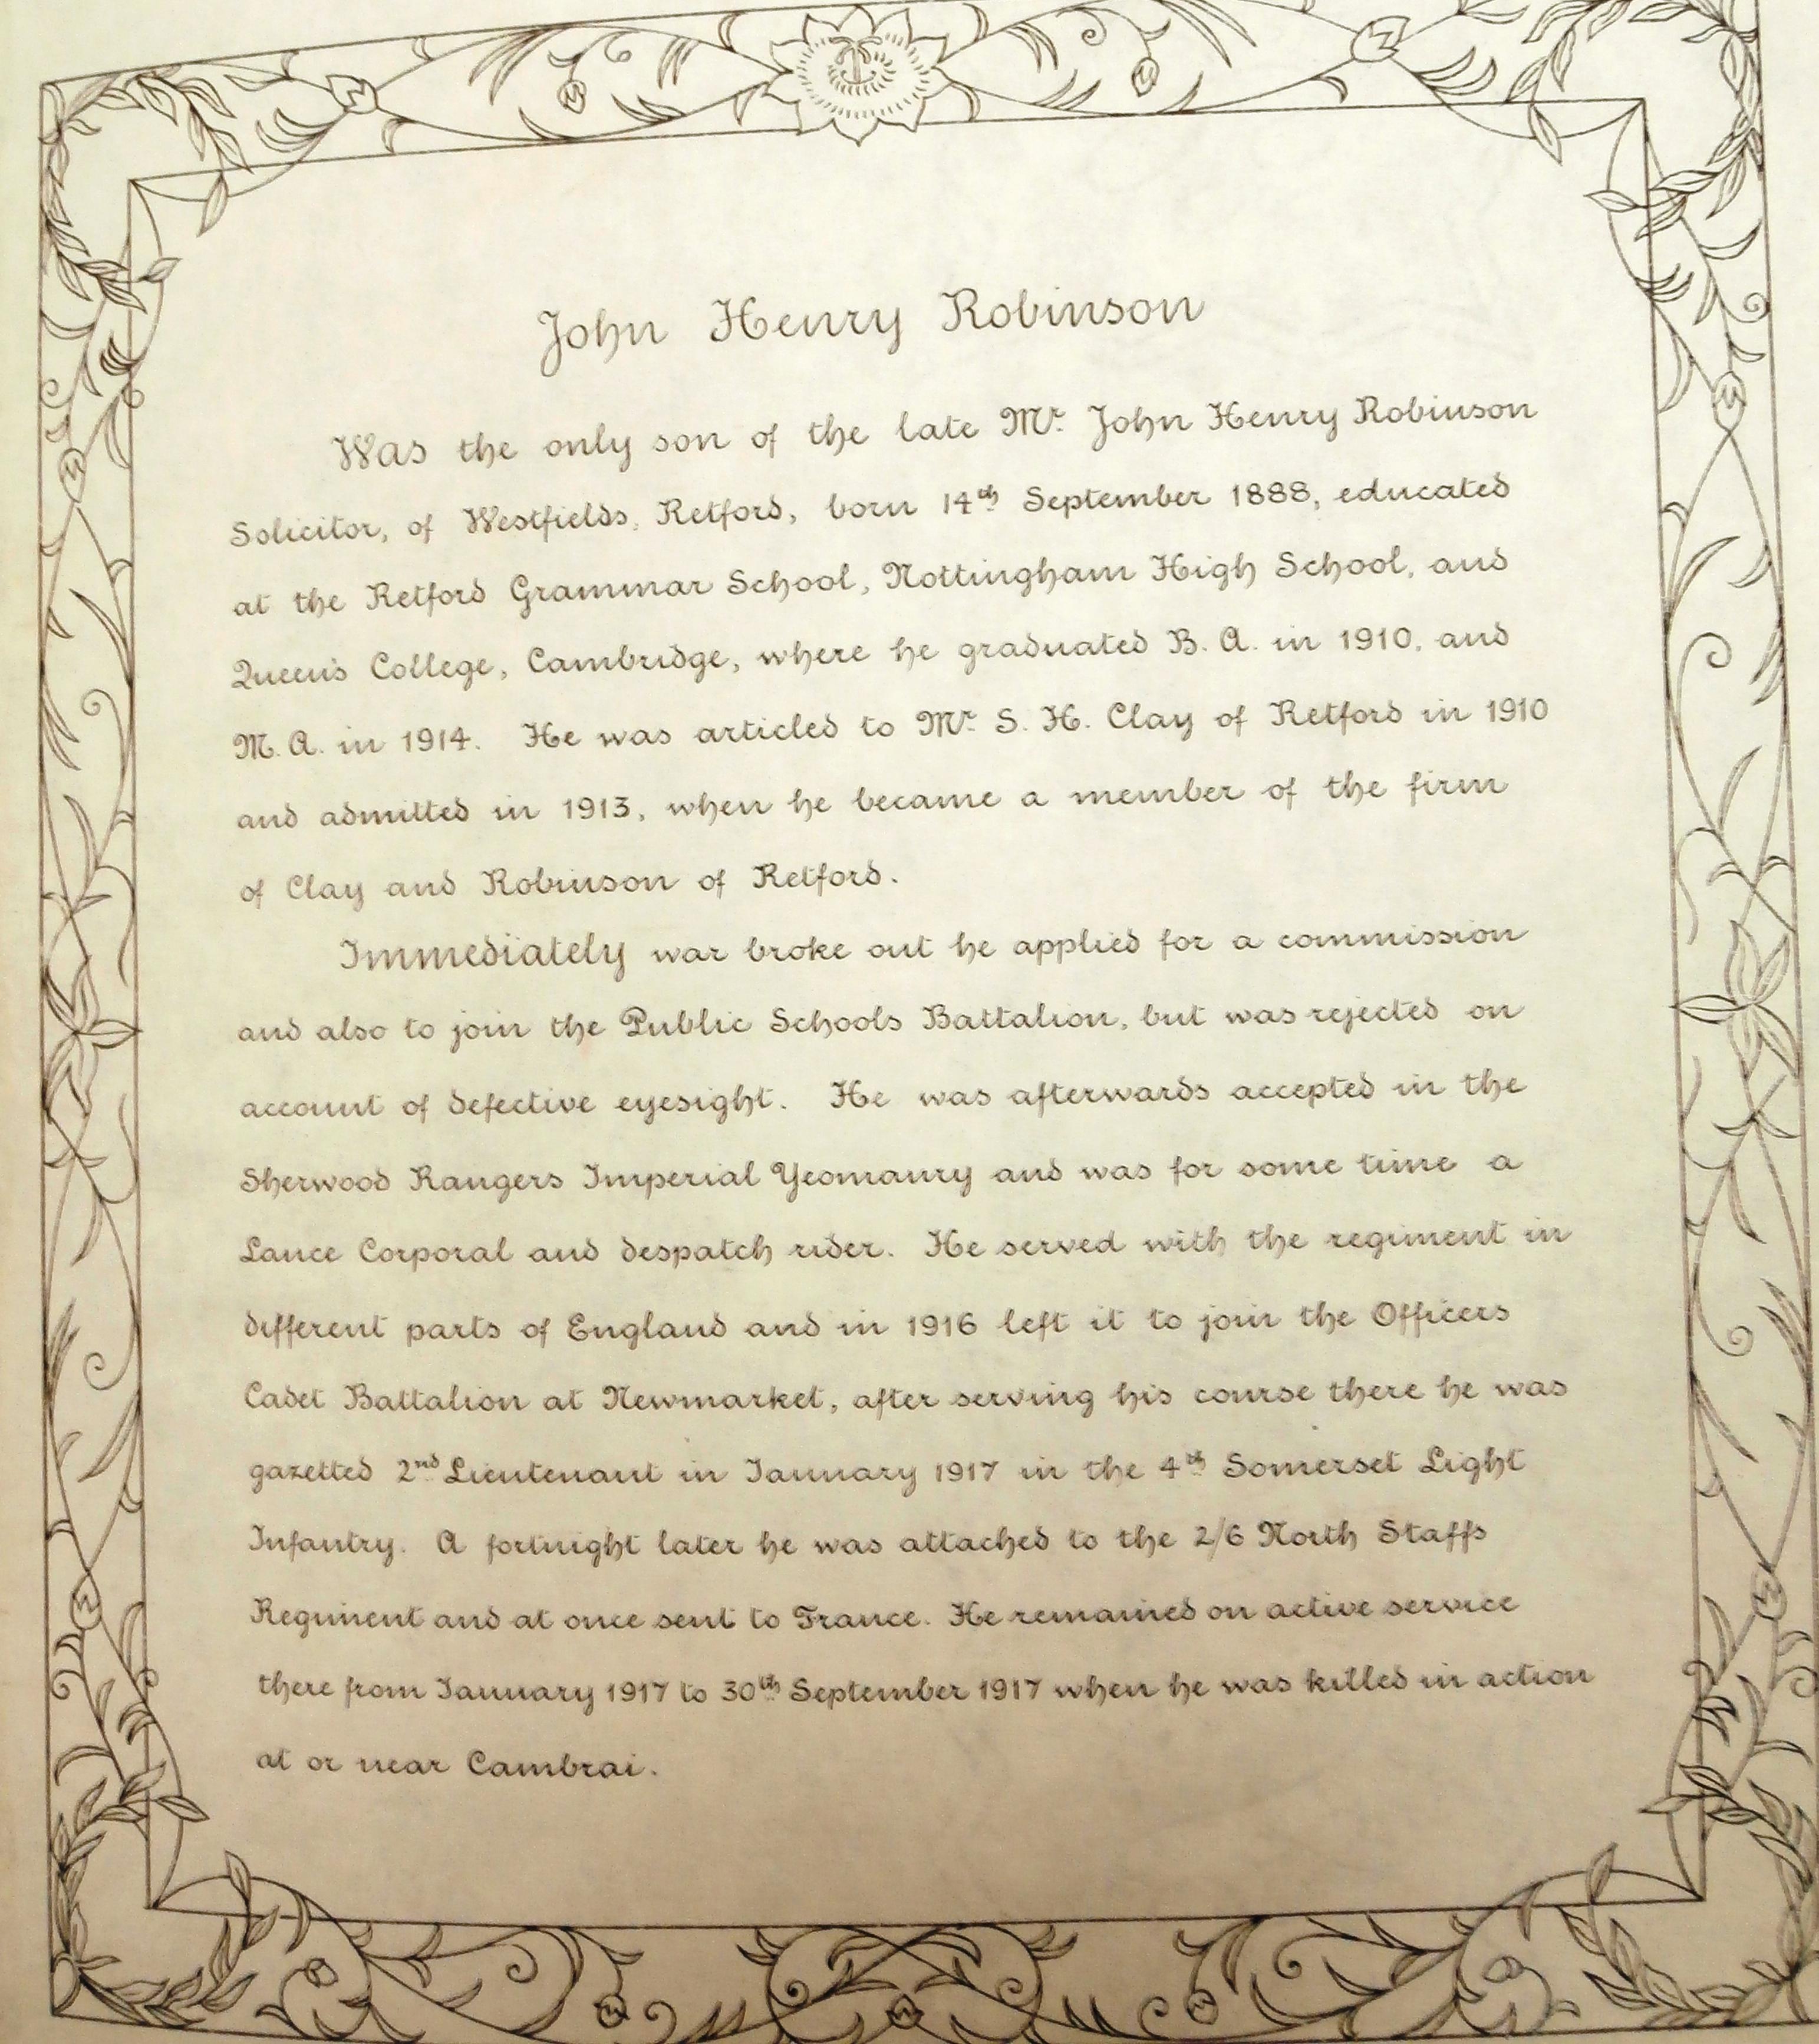 John Henry Robinson
Was the only son of the late Mr. John Henry Robinson
Solicitor, of Westfields, Retford, born 14th September 1888, educated
at the Retford Grammar School, Nottingham High School, and
Queen's College, Cambridge, where he graduated B. A. in 1910, and
M. A. in 1914. He was articled to Mr. S. H. Clay of Retford in 1910
and admitted in 1913, when he became a member of the firm
of Clay and Robinson of Retford.
Immediately war broke out he applied for a commission
and also to join the Public Schools Battalion, but was rejected on
account of defective eyesight. He was afterwards accepted in the
Sherwood Rangers Imperial Yeomanry and was for some time a
Lance Corporal and despatch rider. He served with the regiment in
different parts of England and in 1916 left it to join the Officers
Cadet Battalion at Newmarket, after serving his course there he was
gazetted 2nd Lieutenant in January 1917 in the 4th Somerset Light
Infantry. A fortnight later he was attached to the 2/6 North Staffs
Regiment and at once sent to France. He remained on active service
there from January 1917 to 30th September 1917 when he was killed in action
at or near Cambrai.